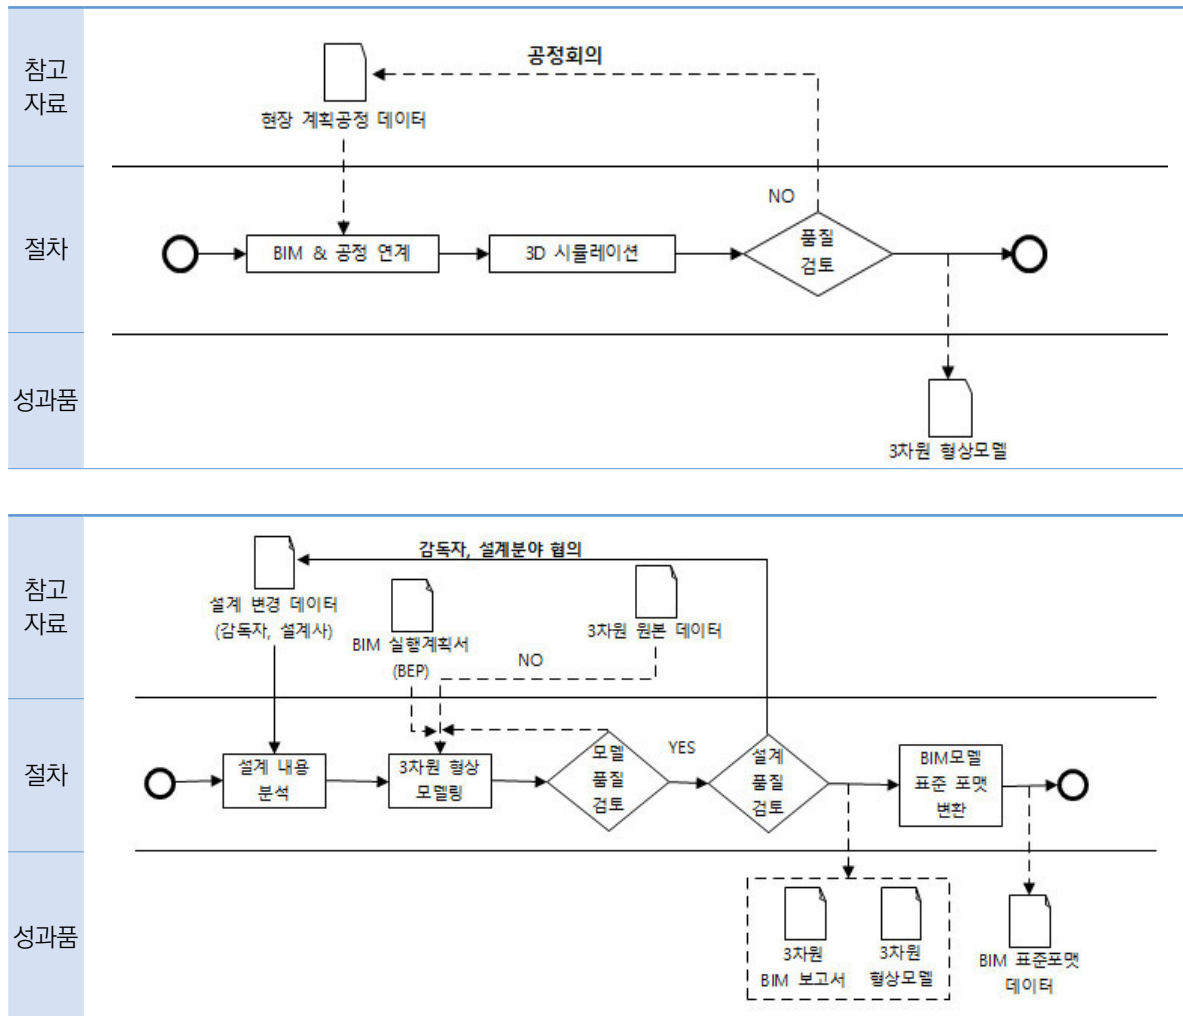 참고
자료
공정회의
현장 계획공정 데이터
절차
NO
BIM & 공정 연계
3D 시뮬레이션
품질
검토
성과품
3차원 형상모델
참고
자료
감독자, 설계분야 협의
설계 변경 데이터
(감독자, 설계사)
BIM 실행계획서
(BEP)
3차원 원본 데이터
NO
절차
설계 내용
분석
3차원 형상
모델링
모델
품질
검토
YES
설계
품질
검토
BIM모델
표준 포맷
변환
성과품
3차원
BIM 보고서
3차원
형상모델
BIM 표준포맷
데이터